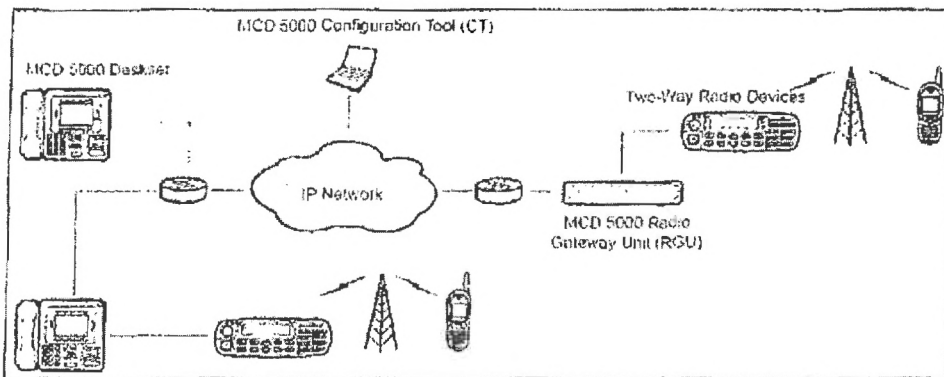 MCD 5000 Configuration Tool (CT)
MCD 5000 Deskset
Two-Way Radio Devices
IP Network
MCD 5000 Radio
Gateway Unit (RGU)